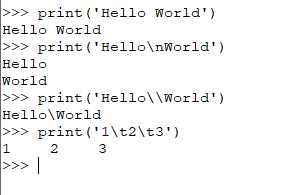 >>> print('Hello World')
Hello World
>>> print('Hello\nWorld')
Hello
World
>>> print('Hello\\World')
Hello\World
>>> print('1\t2\t3')
1    2    3
>>>